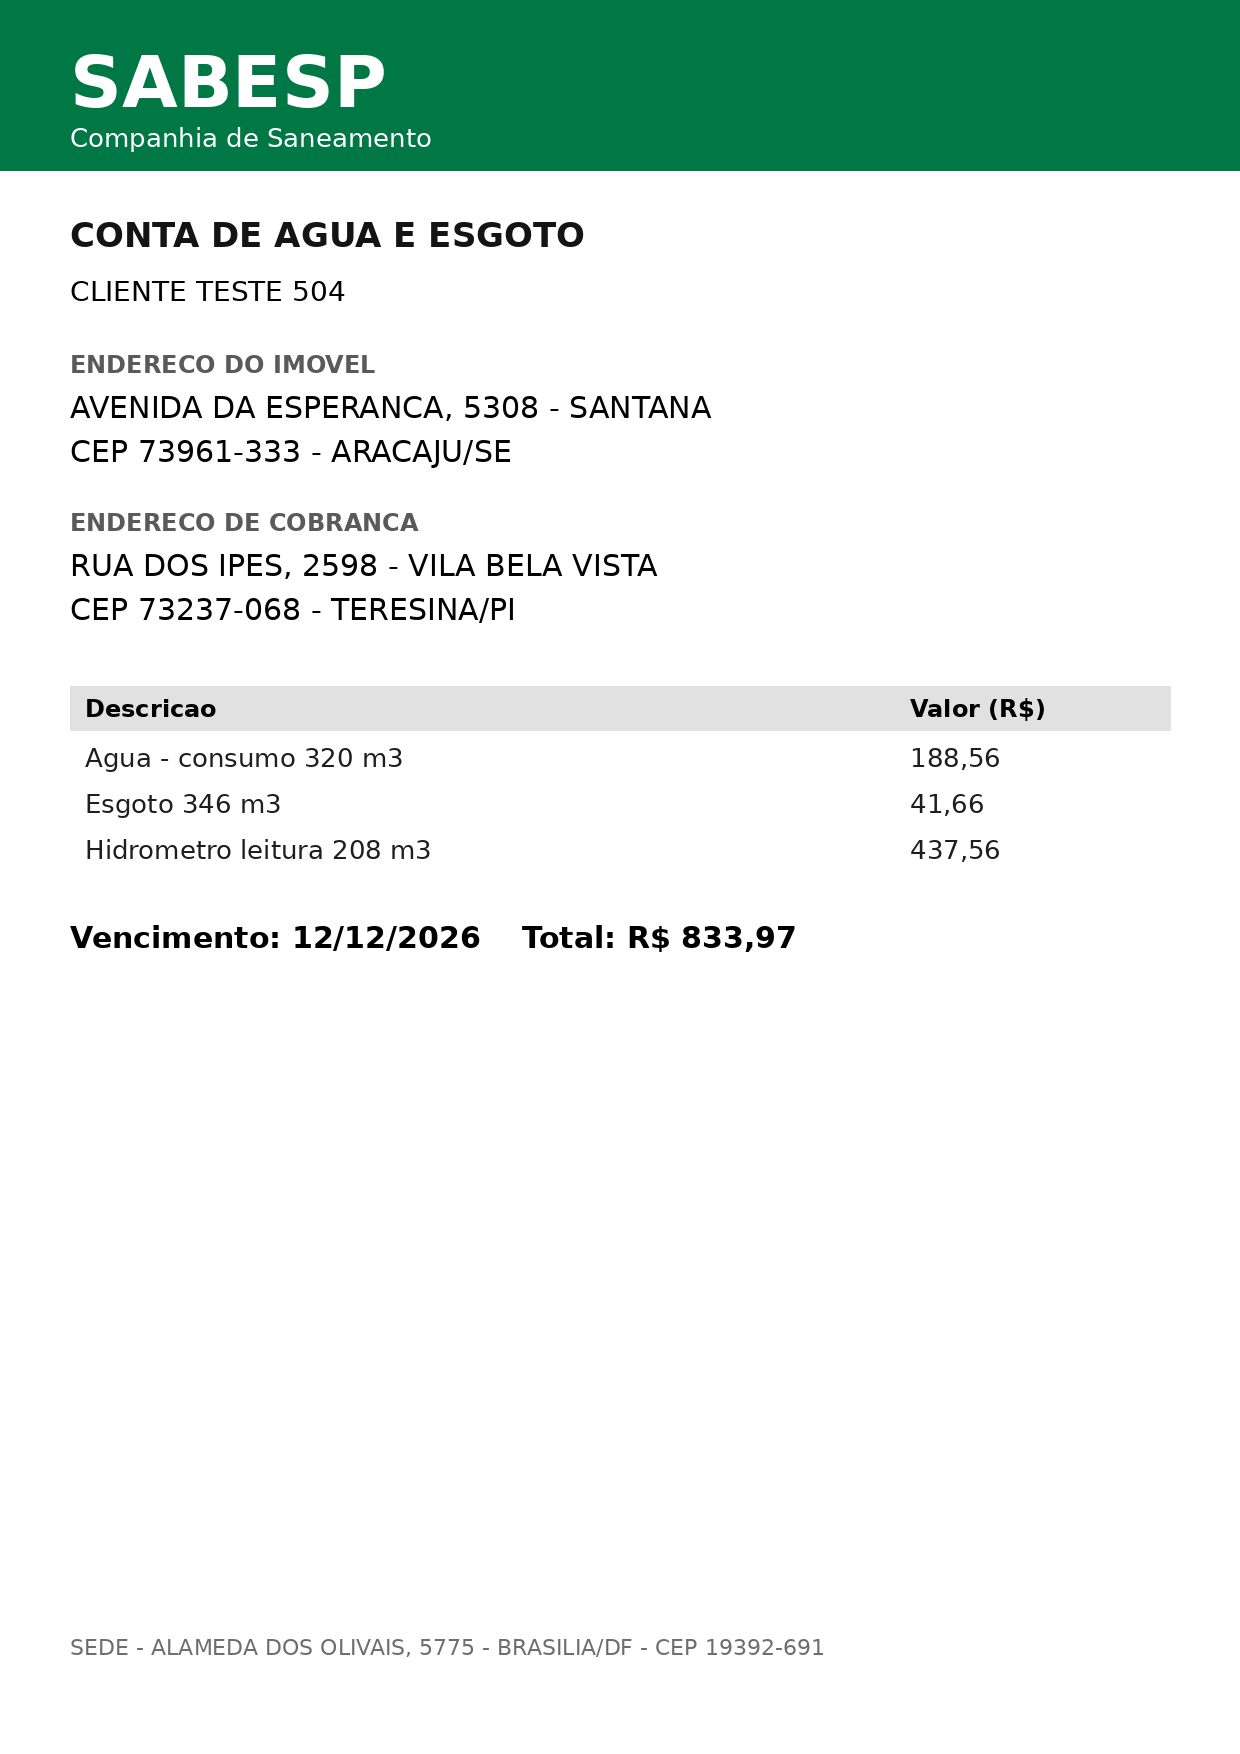 SABESP
Companhia de Saneamento
CONTA DE AGUA E ESGOTO
CLIENTE TESTE 504
ENDERECO DO IMOVEL
AVENIDA DA ESPERANCA, 5308 - SANTANA
CEP 73961-333 - ARACAJU/SE
ENDERECO DE COBRANCA
RUA DOS IPES, 2598 - VILA BELA VISTA
CEP 73237-068 - TERESINA/PI
Descricao Valor (R$)
Agua - consumo 320 m3 188,56
Esgoto 346 m3 41,66
Hidrometro leitura 208 m3 437,56
Vencimento: 12/12/2026 Total: R$ 833,97
SEDE - ALAMEDA DOS OLIVAIS, 5775 - BRASILIA/DF - CEP 19392-691